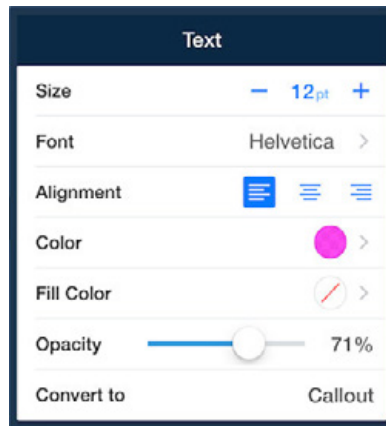 Text
Size − 12pt +
Font Helvetica >
Alignment
Color >
Fill Color >
Opacity 71%
Convert to Callout